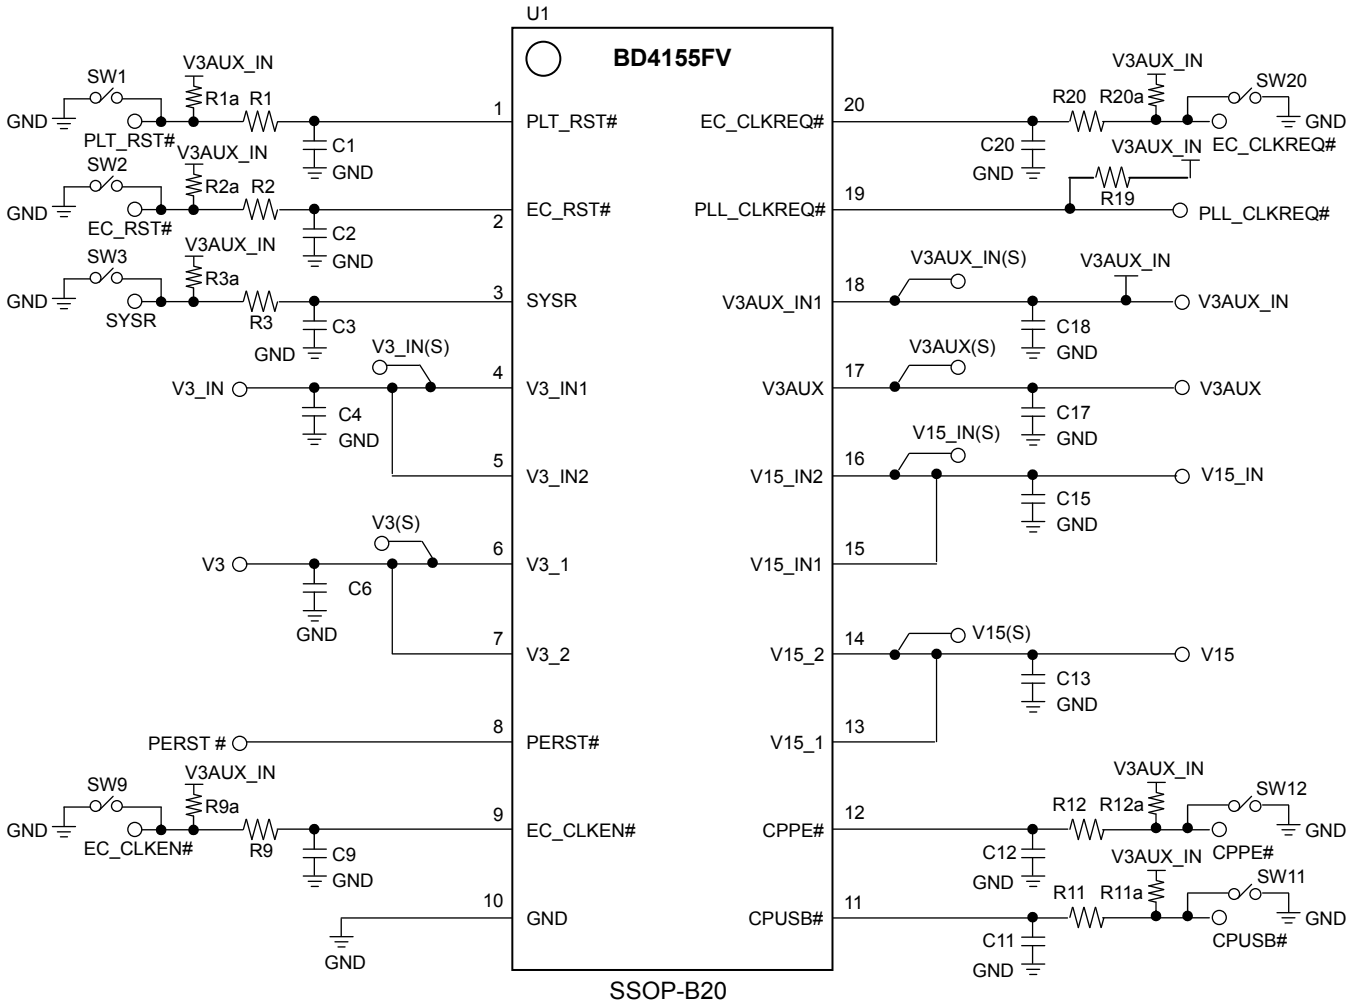 U1
BD4155FV
V3AUX_IN
SW1
R1a R1
GND
PLT_RST#
C1
GND
1
PLT_RST#
V3AUX_IN
SW2
R2a R2
GND
EC_RST#
C2
GND
2
EC_RST#
V3AUX_IN
SW3
R3a
GND
SYSR
R3
C3
GND
3
SYSR
V3_IN(S)
V3_IN
C4
GND
4
V3_IN1
5
V3_IN2
V3(S)
V3
C6
GND
6
V3_1
7
V3_2
PERST #
8
PERST#
V3AUX_IN
SW9
R9a
GND
EC_CLKEN#
R9
C9
GND
9
EC_CLKEN#
10
GND
GND
20
EC_CLKREQ#
V3AUX_IN
R20 R20a
SW20
C20
GND
GND
EC_CLKREQ#
V3AUX_IN
19
PLL_CLKREQ#
R19
PLL_CLKREQ#
V3AUX_IN(S)
V3AUX_IN
18
V3AUX_IN1
V3AUX_IN
C18
GND
V3AUX(S)
17
V3AUX
V3AUX
C17
GND
V15_IN(S)
16
V15_IN2
V15_IN
C15
GND
15
V15_IN1
V15(S)
14
V15_2
V15
C13
GND
13
V15_1
V3AUX_IN
12
CPPE#
R12 R12a
SW12
C12
GND
GND
CPPE#
V3AUX_IN
11
CPUSB#
R11 R11a
SW11
C11
GND
GND
CPUSB#
SSOP-B20